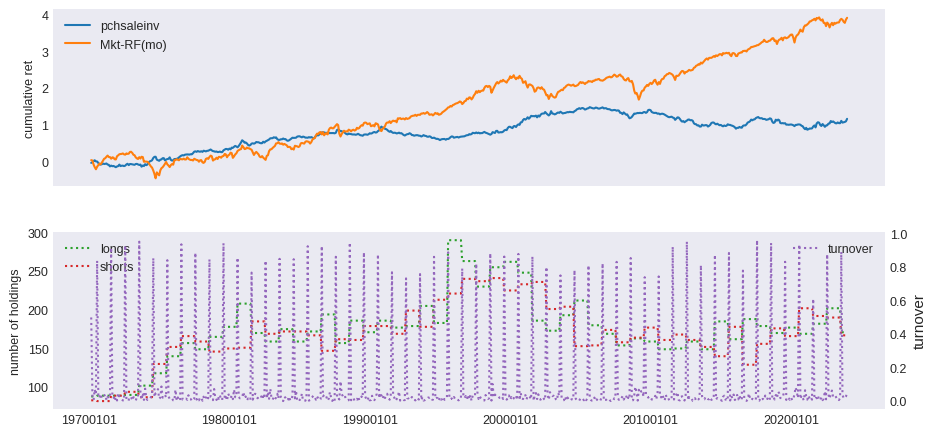 4
3
2
1
0
cumulative ret
pchsaleinv
Mkt-RF(mo)
300
250
200
150
100
number of holdings
longs
shorts
turnover
1.0
0.8
0.6
0.4
0.2
0.0
turnover
19700101 19800101 19900101 20000101 20100101 20200101